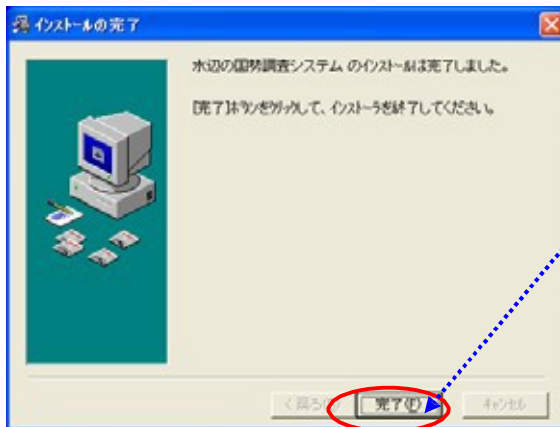 インストールの完了
水辺の国勢調査システム のインストールは完了しました。
[完了]ボタンをクリックして、インストーラを終了してください。
< 戻る(B)
完了(F)
キャンセル